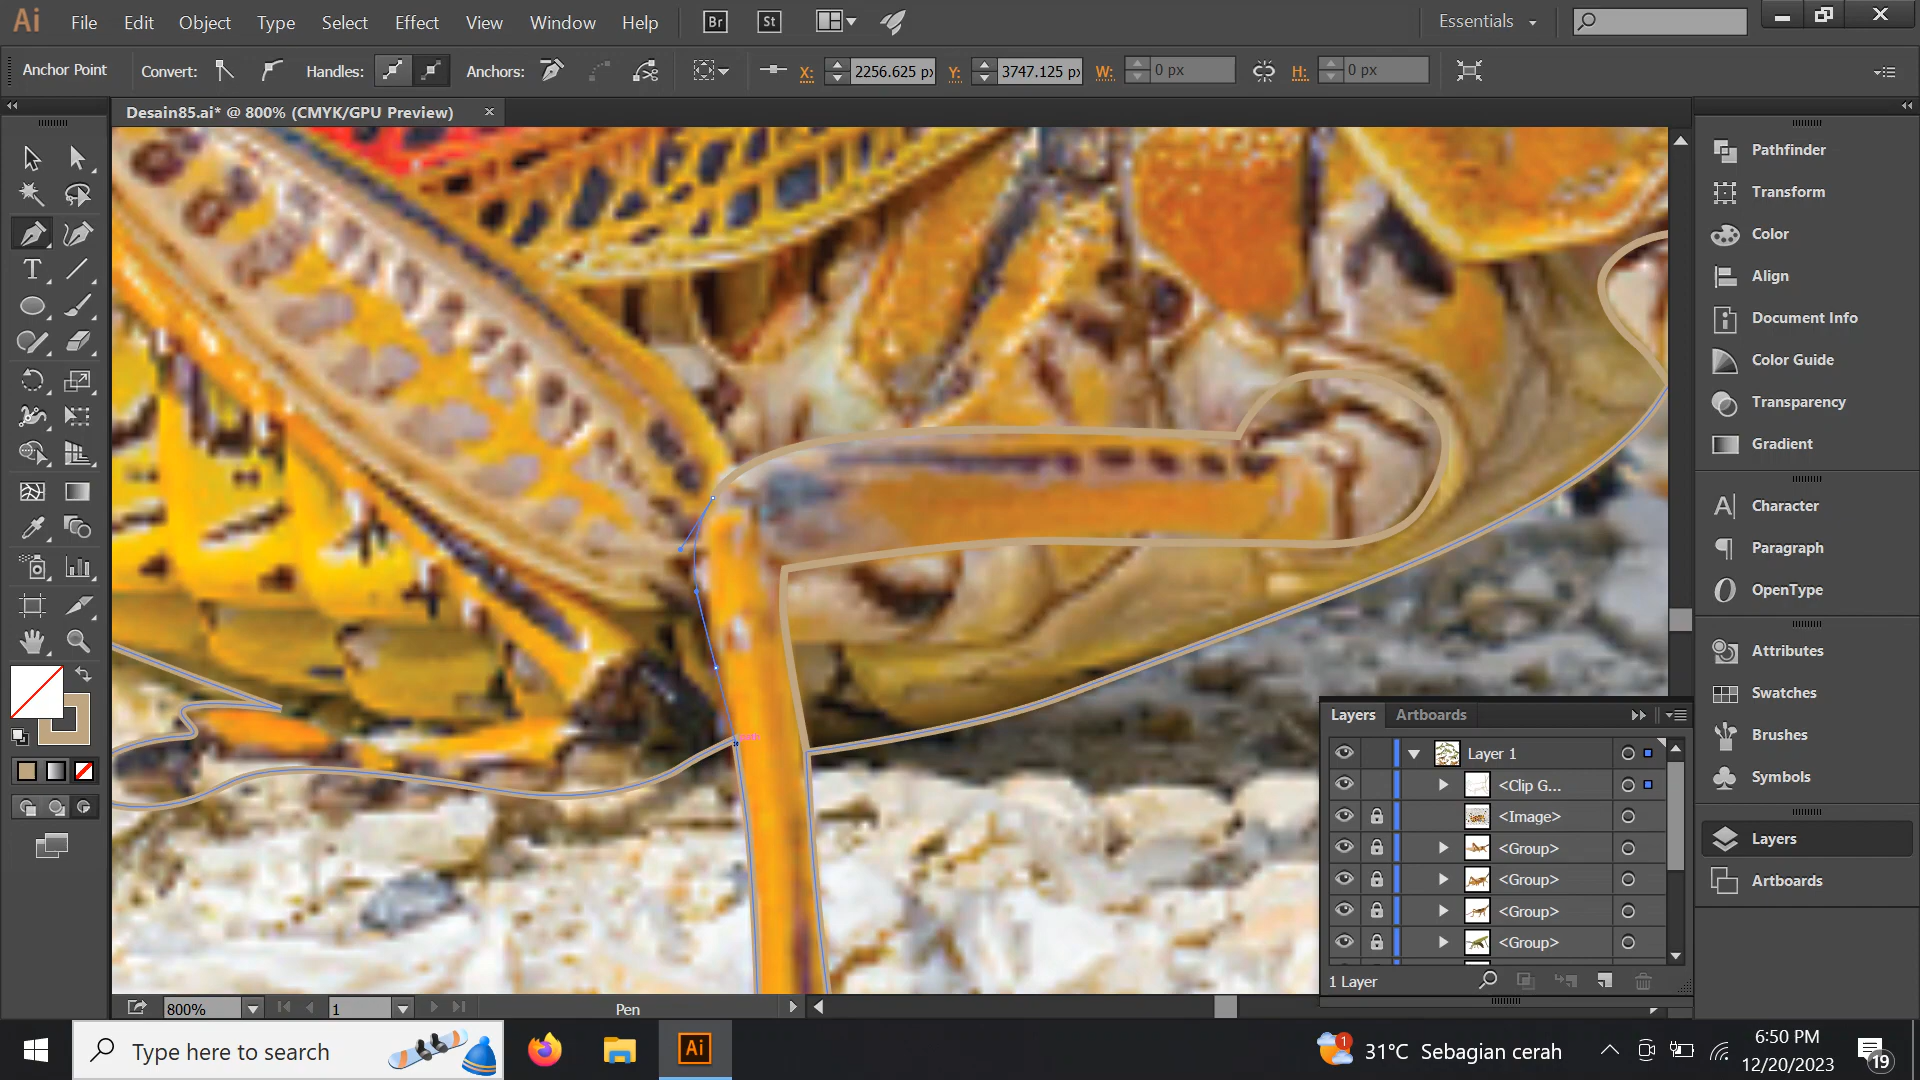 Ai File Edit Object Type Select Effect View Window Help Br St Essentials
Anchor Point Convert: Handles: Anchors: X: 2256.625 px Y: 3747.125 px W: 0 px H: 0 px
Desain85.ai* @ 800% (CMYK/GPU Preview)
Pathfinder
Transform
Color
Align
Document Info
Color Guide
Transparency
Gradient
Character
Paragraph
OpenType
Attributes
Swatches
Brushes
Symbols
Layers
Artboards
path
Layers Artboards
Layer 1
<Clip G...
<Image>
<Group>
<Group>
<Group>
<Group>
1 Layer
800% 1 Pen
Type here to search Ai 1 31°C Sebagian cerah 6:50 PM
12/20/2023 19